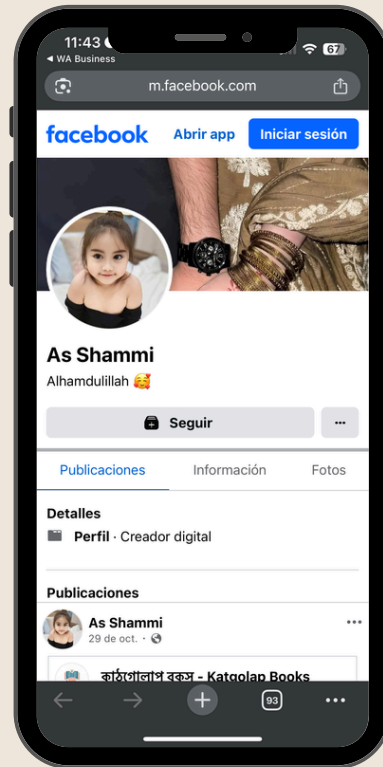 11:43
67
◀ WA Business
m.facebook.com
facebook Abrir app Iniciar sesión
As Shammi
Alhamdulillah 🥰
Seguir
Publicaciones Información Fotos
Detalles
Perfil · Creador digital
Publicaciones
As Shammi
29 de oct. ·
কাঠগোলাপ বুকস - Katgolap Books
93